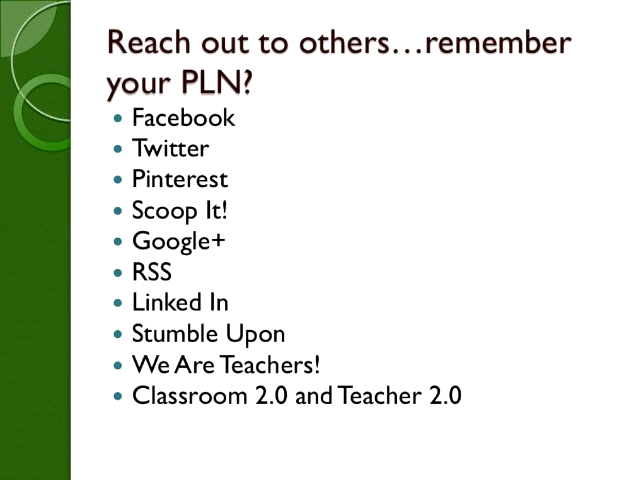 Reach out to others…remember
your PLN?
• Facebook
• Twitter
• Pinterest
• Scoop It!
• Google+
• RSS
• Linked In
• Stumble Upon
• We Are Teachers!
• Classroom 2.0 and Teacher 2.0